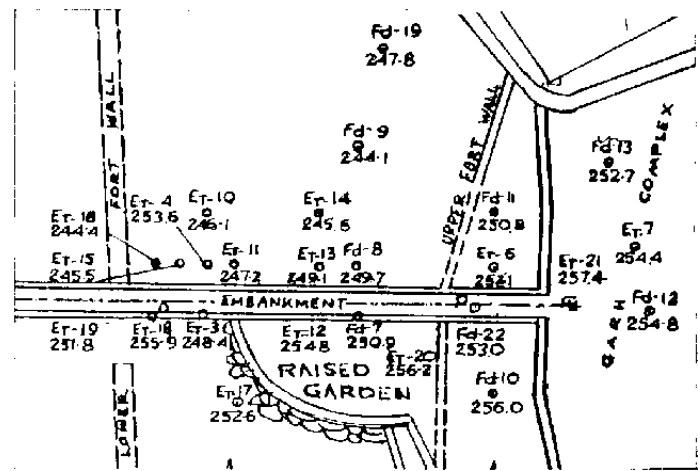 Fd-19
247.8
FORT WALL
Fd-9
244.1
UPPER FORT WALL
Fd-13
252.7
COMPLEX
GARH
ET-4
253.6
ET-10
246.1
ET-14
245.6
Fd-11
250.8
ET-18
244.4
ET-7
254.4
ET-15
245.5
ET-11
247.2
ET-13
249.1
Fd-8
249.7
ET-6
252.1
ET-21
257.4
EMBANKMENT
Fd-12
254.8
ET-19
251.8
255.9
ET-3
248.4
ET-12
254.8
Fd-7
250.9
ET-20
256.2
Fd-22
253.0
RAISED
GARDEN
Fd-10
256.0
ET-17
252.6
LOWER